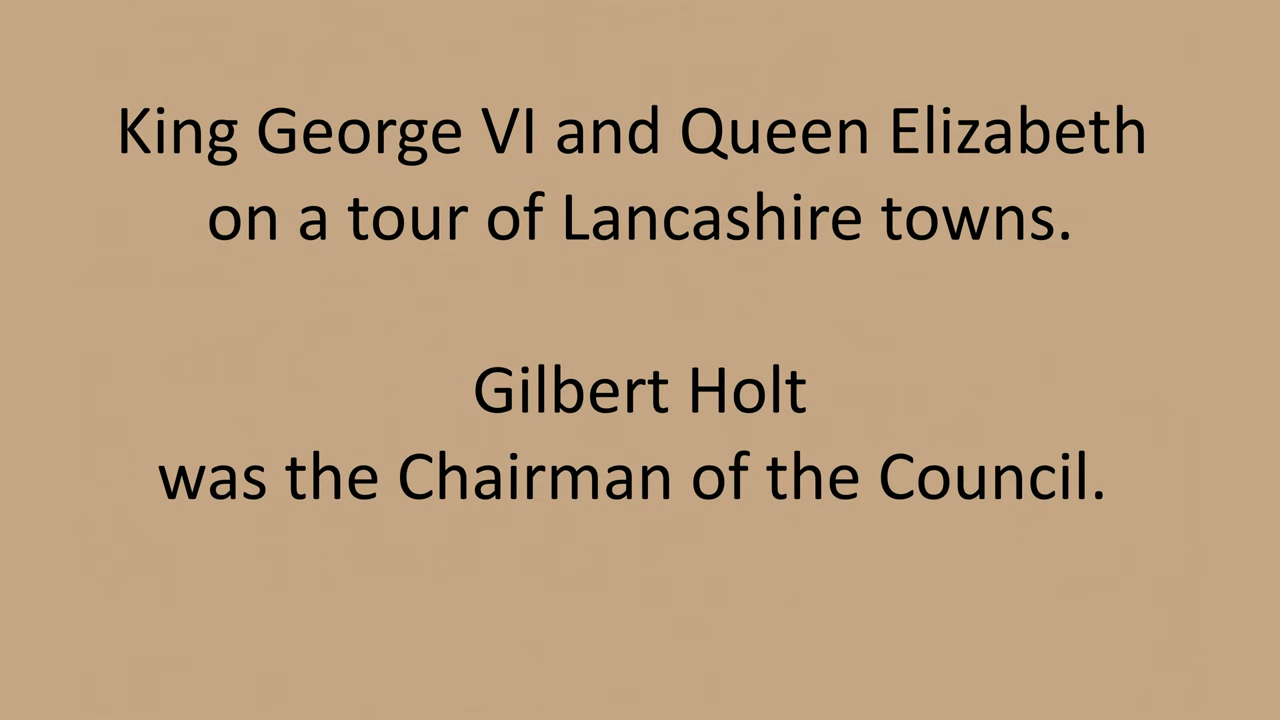 King George VI and Queen Elizabeth
on a tour of Lancashire towns.
Gilbert Holt
was the Chairman of the Council.